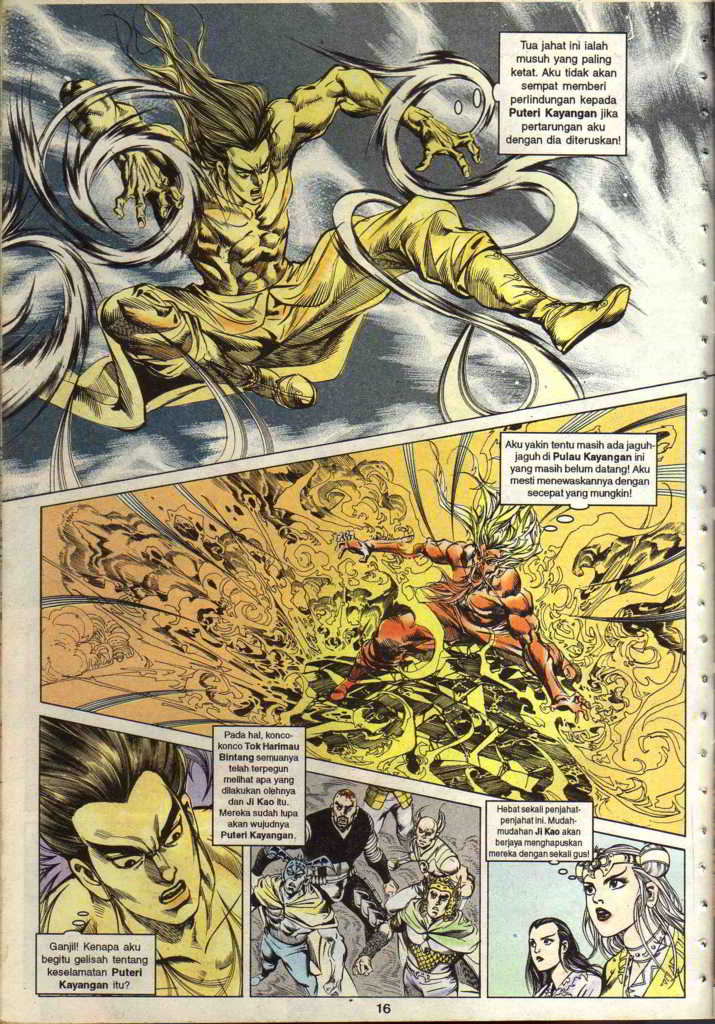 Tua jahat ini ialah
musuh yang paling
ketat. Aku tidak akan
sempat memberi
perlindungan kepada
Puteri Kayangan jika
pertarungan aku
dengan dia diteruskan!
Aku yakin tentu masih ada jaguh-
jaguh di Pulau Kayangan ini
yang masih belum datang! Aku
mesti menewaskannya dengan
secepat yang mungkin!
Ganjil! Kenapa aku
begitu gelisah tentang
keselamatan Puteri
Kayangan itu?
Pada hal, konco-
konco Tok Harimau
Bintang semuanya
telah terpegun
melihat apa yang
dilakukan olehnya
dan Ji Kao itu.
Mereka sudah lupa
akan wujudnya
Puteri Kayangan.
Hebat sekali penjahat-
penjahat ini. Mudah-
mudahan Ji Kao akan
berjaya menghapuskan
mereka dengan sekali gus!
16